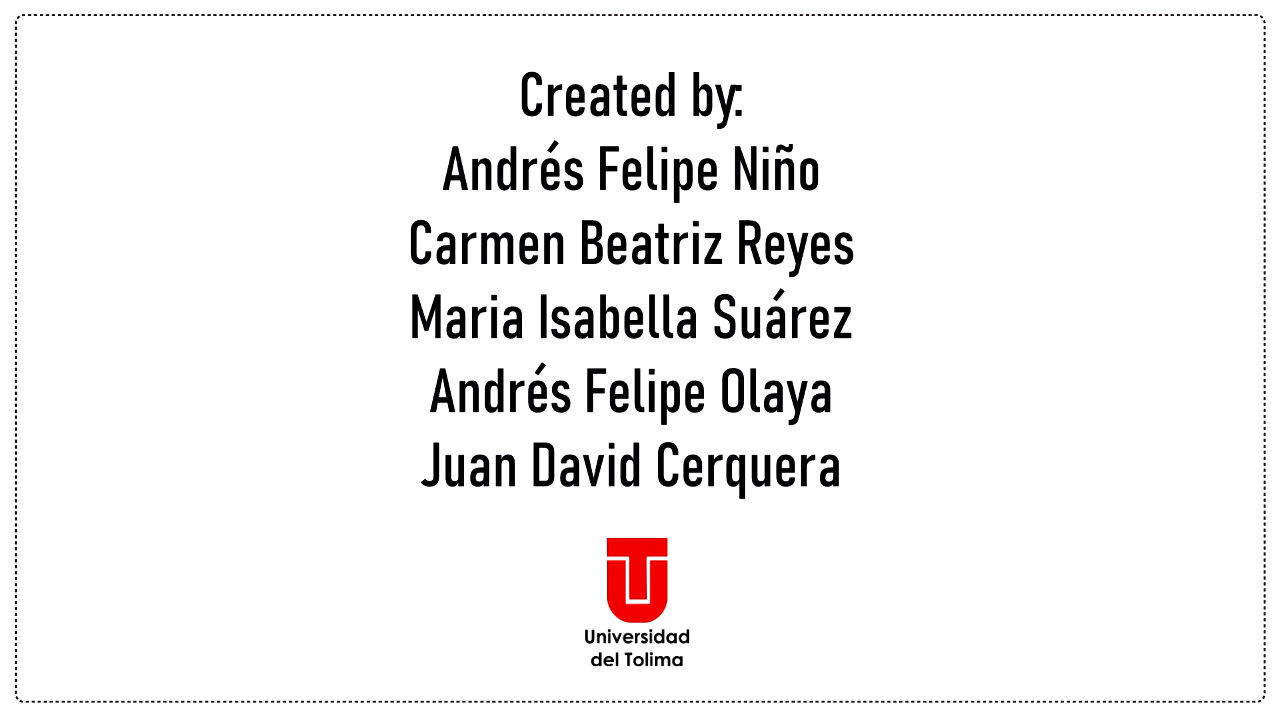 Created by:
Andrés Felipe Niño
Carmen Beatriz Reyes
Maria Isabella Suárez
Andrés Felipe Olaya
Juan David Cerquera
Universidad
del Tolima